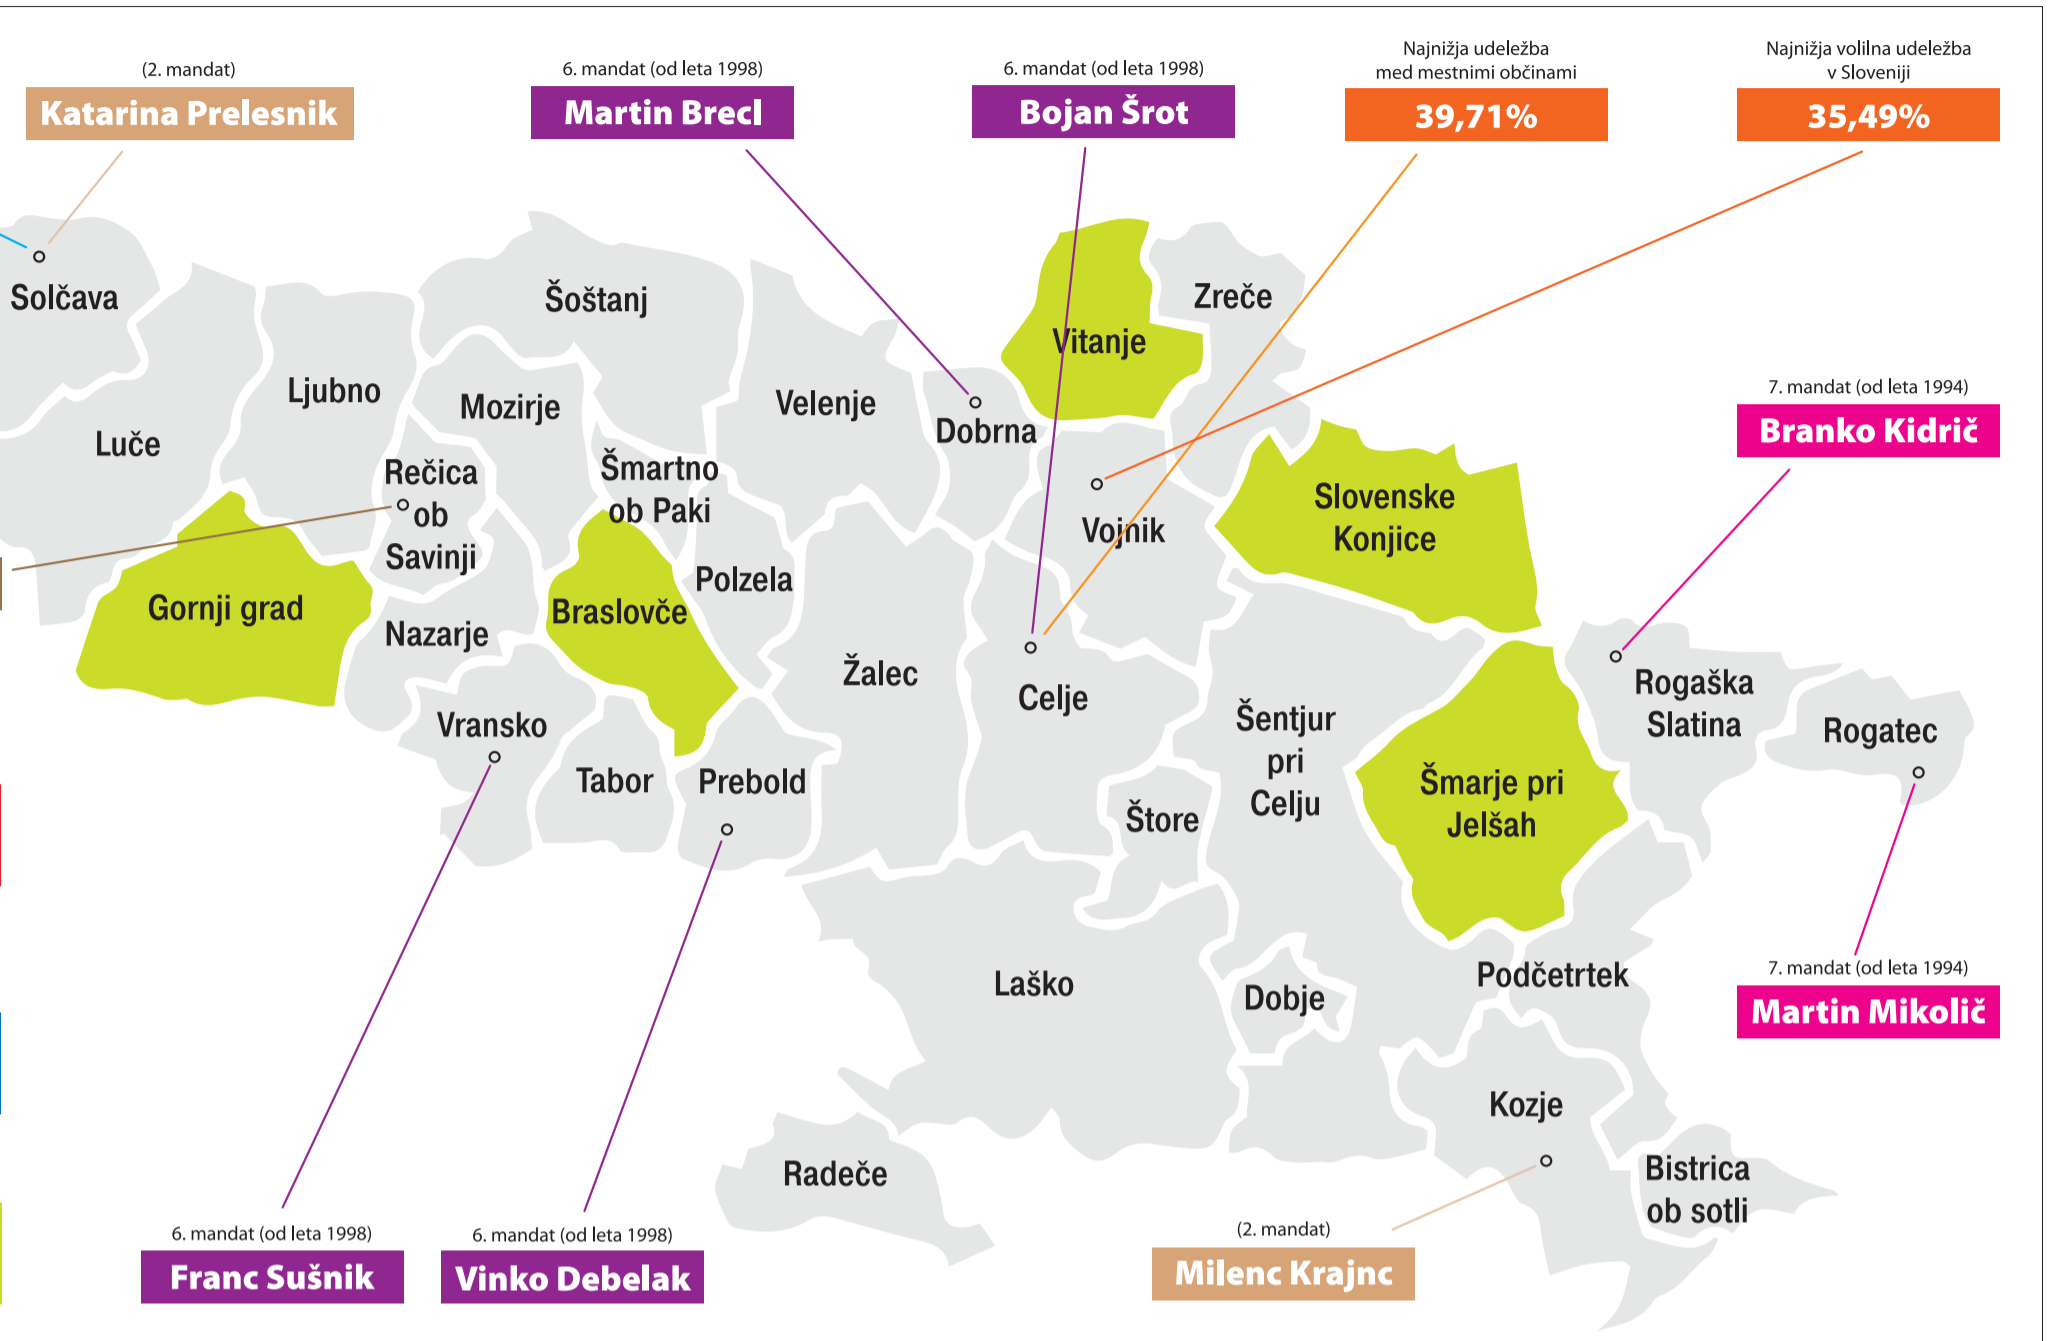 (2. mandat)
Katarina Prelesnik
6. mandat (od leta 1998)
Martin Brecl
6. mandat (od leta 1998)
Bojan Šrot
Najnižja udeležba
med mestnimi občinami
39,71%
Najnižja volilna udeležba
v Sloveniji
35,49%
Solčava
Šoštanj
Vitanje
Zreče
Ljubno
Mozirje
Velenje
Dobrna
Luče
7. mandat (od leta 1994)
Branko Kidrič
Rečica
ob
Savinji
Šmartno
ob Paki
Vojnik
Slovenske
Konjice
Gornji grad
Nazarje
Braslovče
Polzela
Žalec
Celje
Šentjur
pri
Celju
Rogaška
Slatina
Rogatec
Vransko
Tabor
Prebold
Štore
Šmarje pri
Jelšah
Laško
Dobje
Podčetrtek
7. mandat (od leta 1994)
Martin Mikolič
Kozje
Radeče
Bistrica
ob sotli
6. mandat (od leta 1998)
Franc Sušnik
6. mandat (od leta 1998)
Vinko Debelak
(2. mandat)
Milenc Krajnc